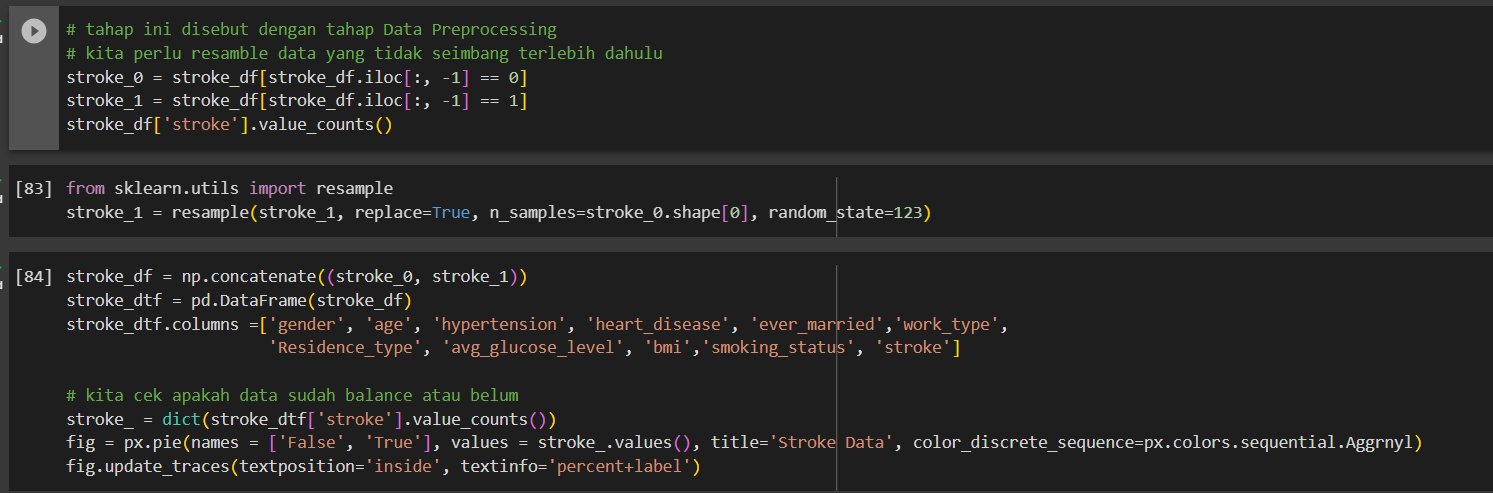 # tahap ini disebut dengan tahap Data Preprocessing
# kita perlu resamble data yang tidak seimbang terlebih dahulu
stroke_0 = stroke_df[stroke_df.iloc[:, -1] == 0]
stroke_1 = stroke_df[stroke_df.iloc[:, -1] == 1]
stroke_df['stroke'].value_counts()
[83] from sklearn.utils import resample
stroke_1 = resample(stroke_1, replace=True, n_samples=stroke_0.shape[0], random_state=123)
[84] stroke_df = np.concatenate((stroke_0, stroke_1))
stroke_dtf = pd.DataFrame(stroke_df)
stroke_dtf.columns =['gender', 'age', 'hypertension', 'heart_disease', 'ever_married','work_type',
'Residence_type', 'avg_glucose_level', 'bmi','smoking_status', 'stroke']
# kita cek apakah data sudah balance atau belum
stroke_ = dict(stroke_dtf['stroke'].value_counts())
fig = px.pie(names = ['False', 'True'], values = stroke_.values(), title='Stroke Data', color_discrete_sequence=px.colors.sequential.Aggrnyl)
fig.update_traces(textposition='inside', textinfo='percent+label')